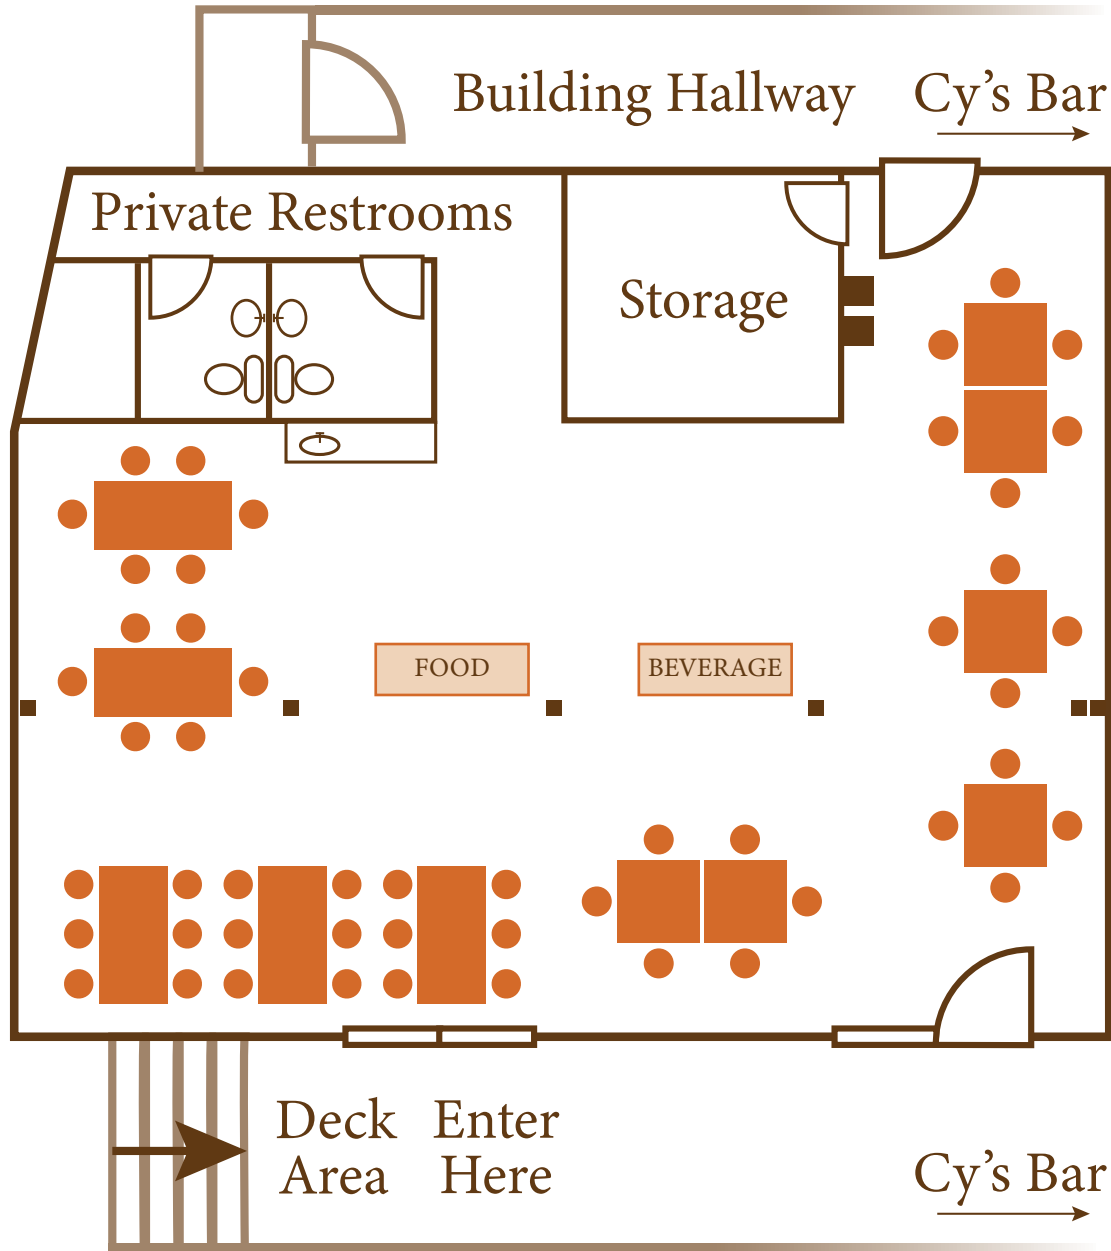 Building Hallway
Cy’s Bar
Private Restrooms
Storage
FOOD
BEVERAGE
Deck
Area
Enter
Here
Cy’s Bar